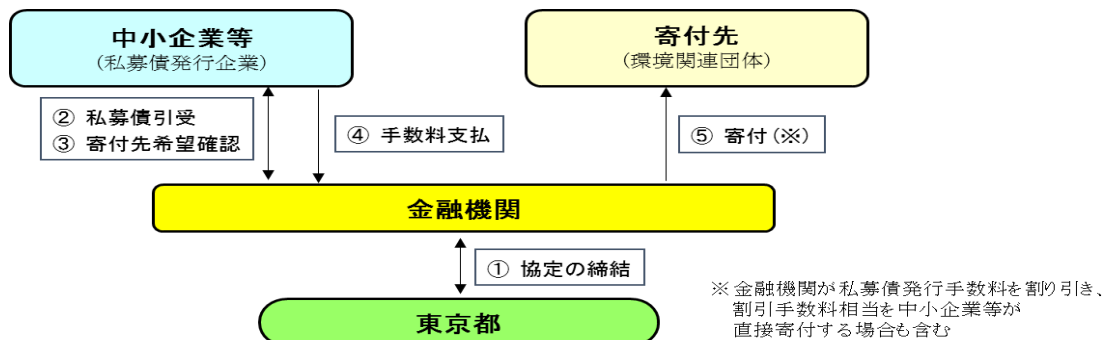 中小企業等
(私募債発行企業)
寄付先
(環境関連団体)
② 私募債引受
③ 寄付先希望確認
④ 手数料支払
⑤ 寄付(※)
金融機関
① 協定の締結
東京都
※金融機関が私募債発行手数料を割り引き、
割引手数料相当を中小企業等が
直接寄付する場合も含む